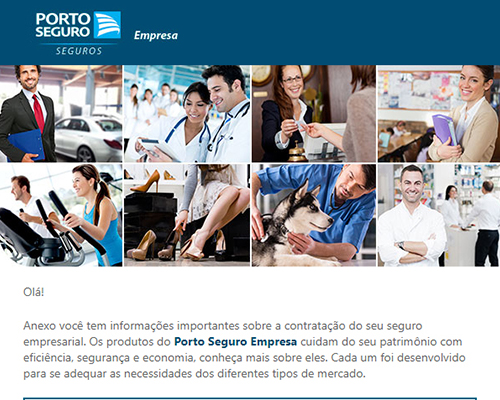 PORTO
SEGURO
SEGUROS
Empresa
Olá!
Anexo você tem informações importantes sobre a contratação do seu seguro
empresarial. Os produtos do Porto Seguro Empresa cuidam do seu patrimônio com
eficiência, segurança e economia, conheça mais sobre eles. Cada um foi desenvolvido
para se adequar as necessidades dos diferentes tipos de mercado.